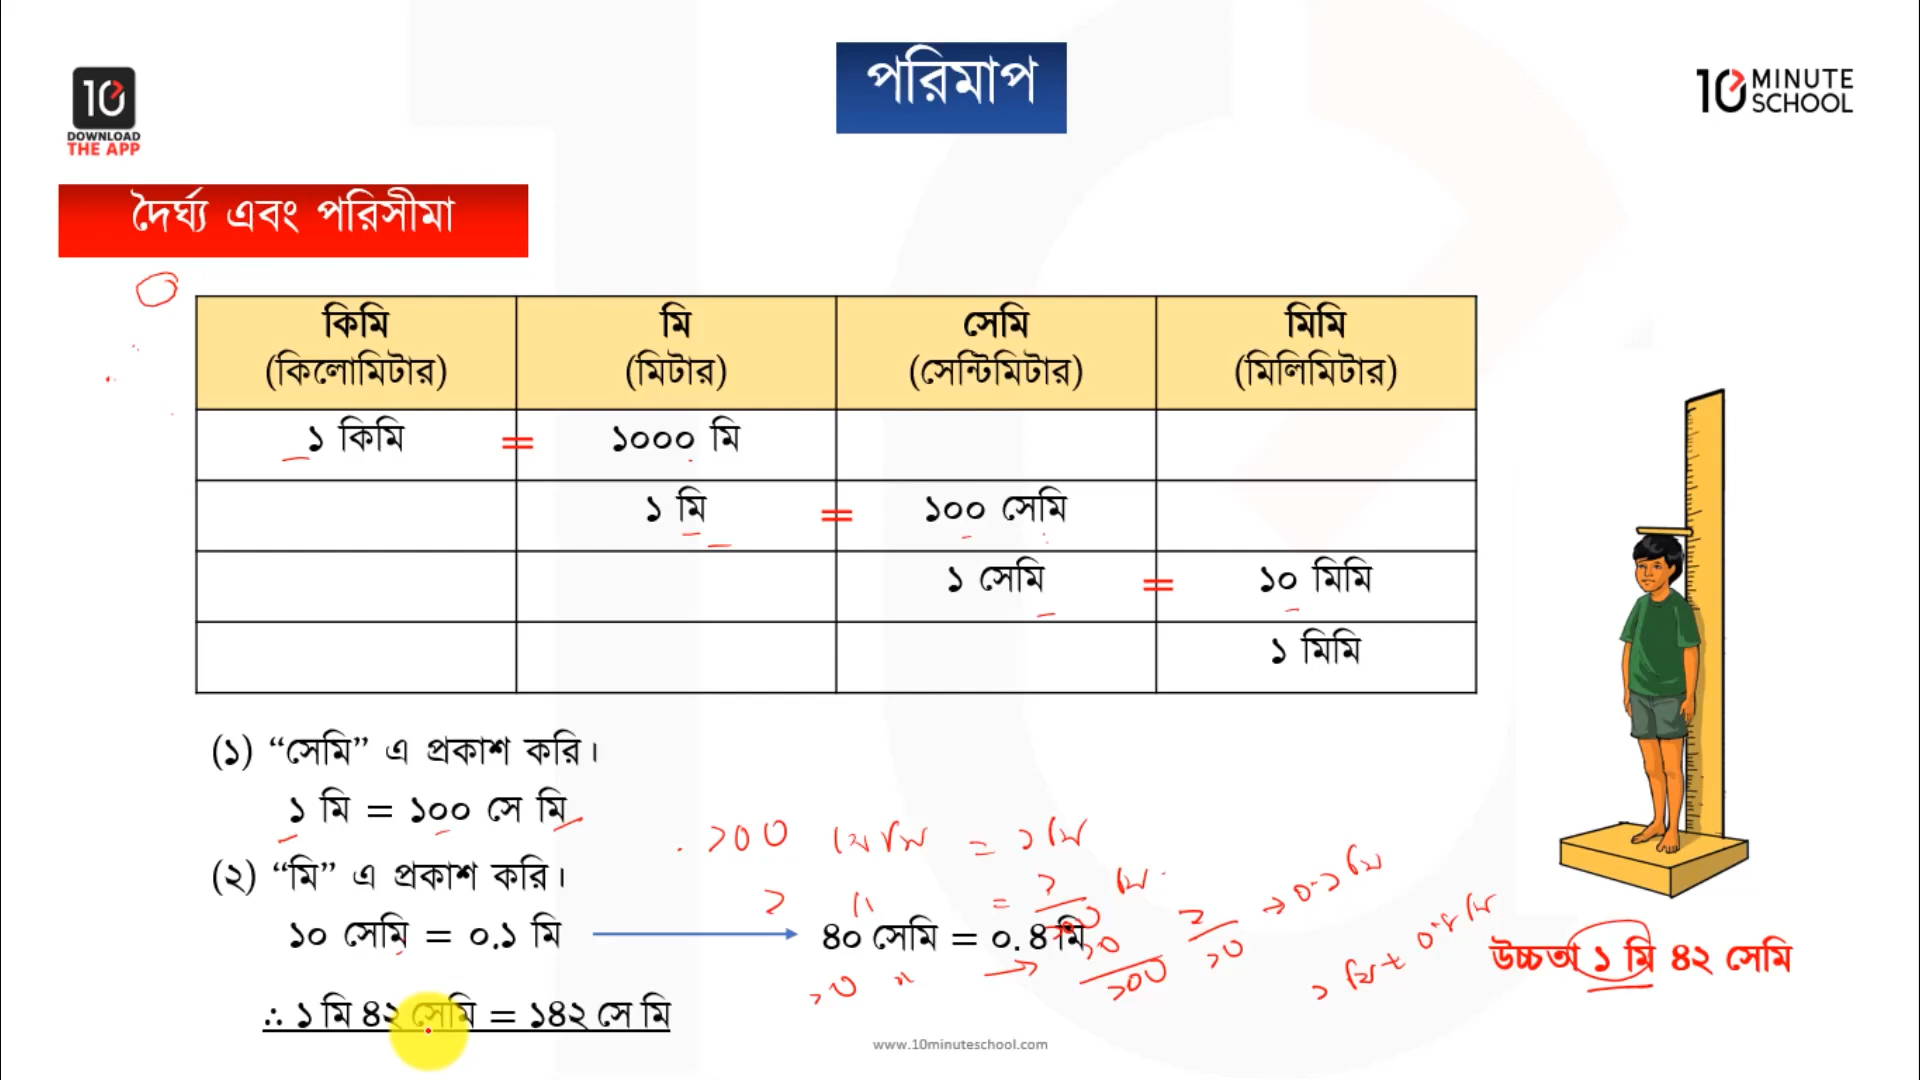 পরিমাপ
10 MINUTE SCHOOL
10
DOWNLOAD
THE APP
দৈর্ঘ্য এবং পরিসীমা
কিমি মি সেমি মিমি
(কিলোমিটার) (মিটার) (সেন্টিমিটার) (মিলিমিটার)
১ কিমি = ১০০০ মি
১ মি = ১০০ সেমি
১ সেমি = ১০ মিমি
১ মিমি
(১) “সেমি” এ প্রকাশ করি।
১ মি = ১০০ সে মি
১০০ সেমি = ১ মি
(২) “মি” এ প্রকাশ করি।
১০ সেমি = ০.১ মি
৪০ সেমি = ০.৪ মি
উচ্চতা ১ মি ৪২ সেমি
∴ ১ মি ৪২ সেমি = ১৪২ সে মি
www.10minuteschool.com